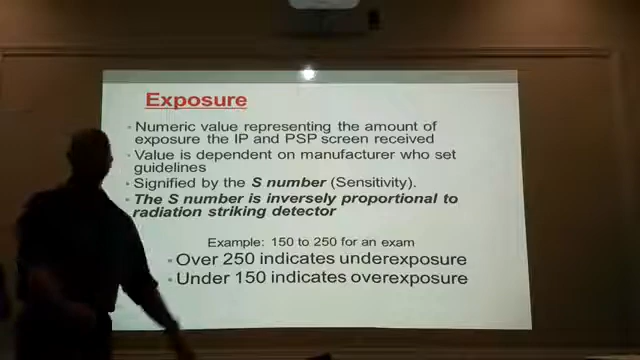 Exposure
Numeric value representing the amount of
exposure the IP and PSP screen received
Value is dependent on manufacturer who set
guidelines
Signified by the S number (Sensitivity).
The S number is inversely proportional to
radiation striking detector
Example: 150 to 250 for an exam
Over 250 indicates underexposure
Under 150 indicates overexposure